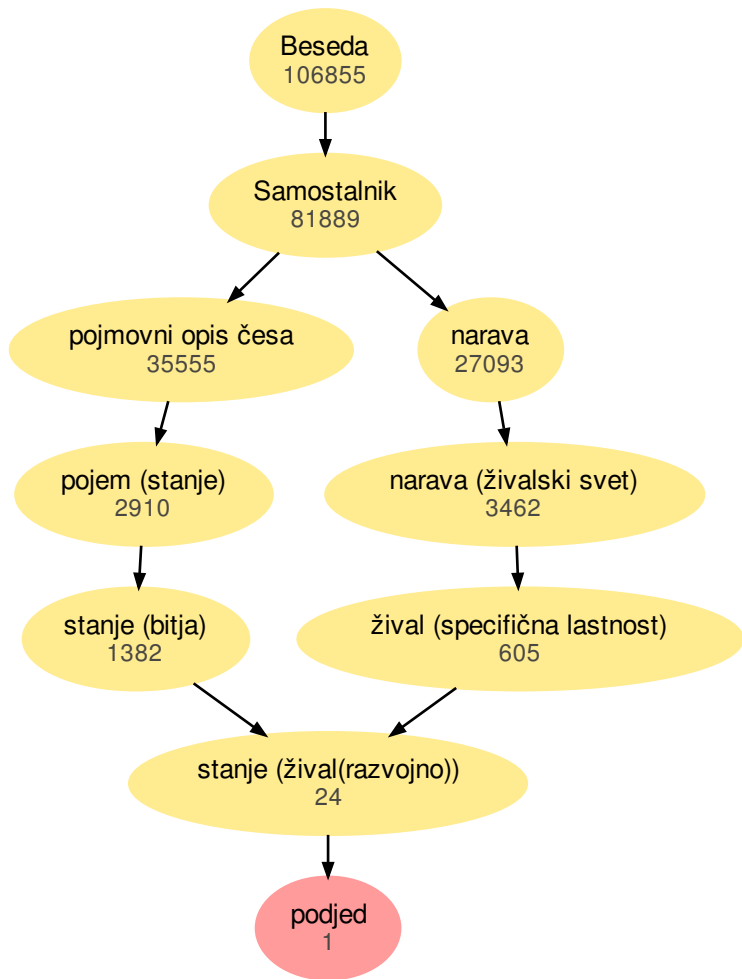 Beseda
106855
Samostalnik
81889
pojmovni opis česa
35555
narava
27093
pojem (stanje)
2910
narava (živalski svet)
3462
stanje (bitja)
1382
žival (specifična lastnost)
605
stanje (žival(razvojno))
24
podjed
1